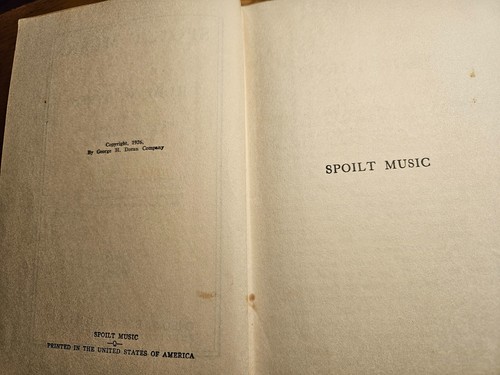 Copyright, 1926,
By George H. Doran Company
SPOILT MUSIC
PRINTED IN THE UNITED STATES OF AMERICA
SPOILT MUSIC